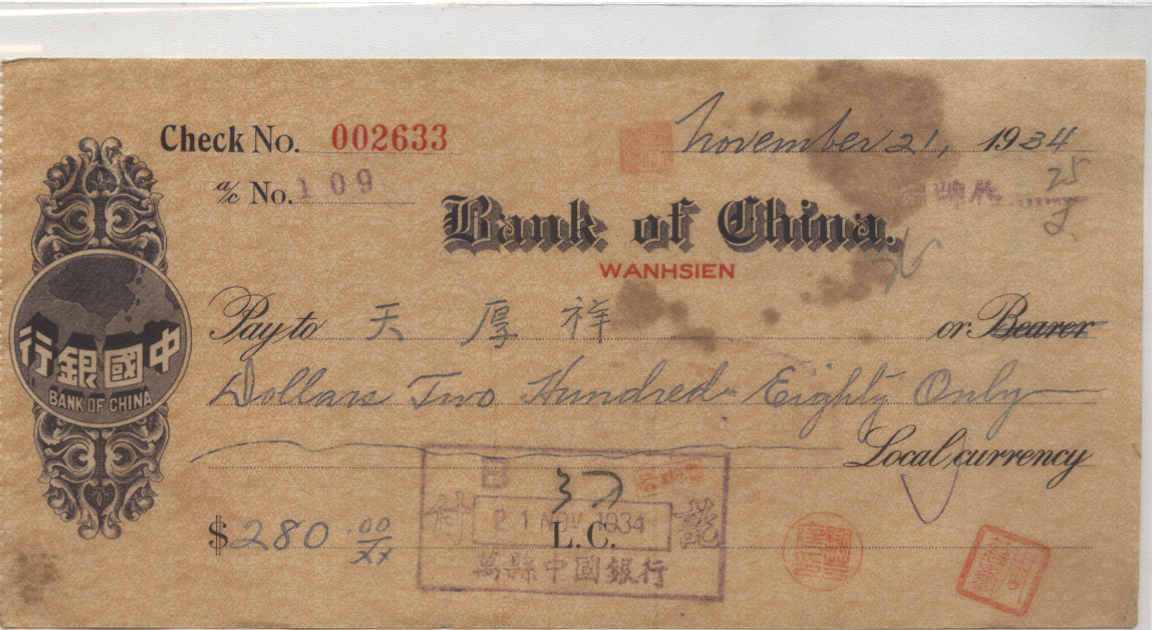 Check No. 002633
November 21, 1934
a/c No. 109
25
Bank of China.
WANHSIEN
Pay to 天厚祥 or Bearer
行銀國中
BANK OF CHINA
Dollars Two Hundred Eighty Only
Local currency
付 21 NOV 1934 訖
$280.00/xx L.C.
萬縣中國銀行